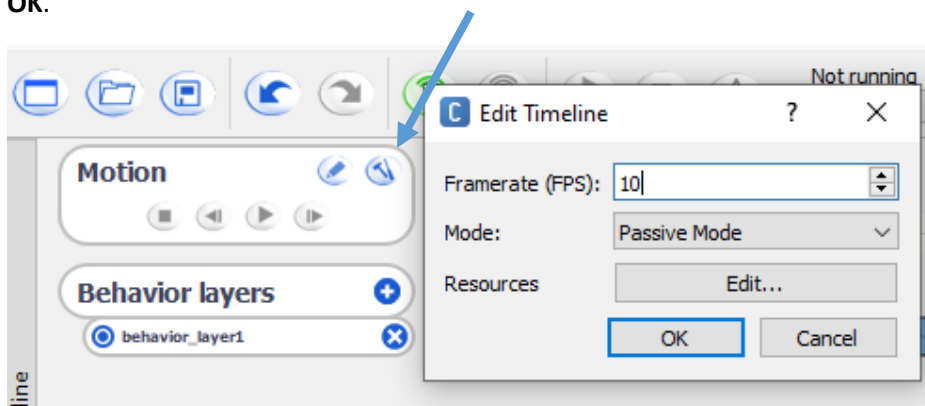 OK.
Not running
C Edit Timeline ?
Motion
Framerate (FPS): 10
Mode: Passive Mode
Behavior layers
Resources Edit...
behavior_layer1
OK Cancel
line